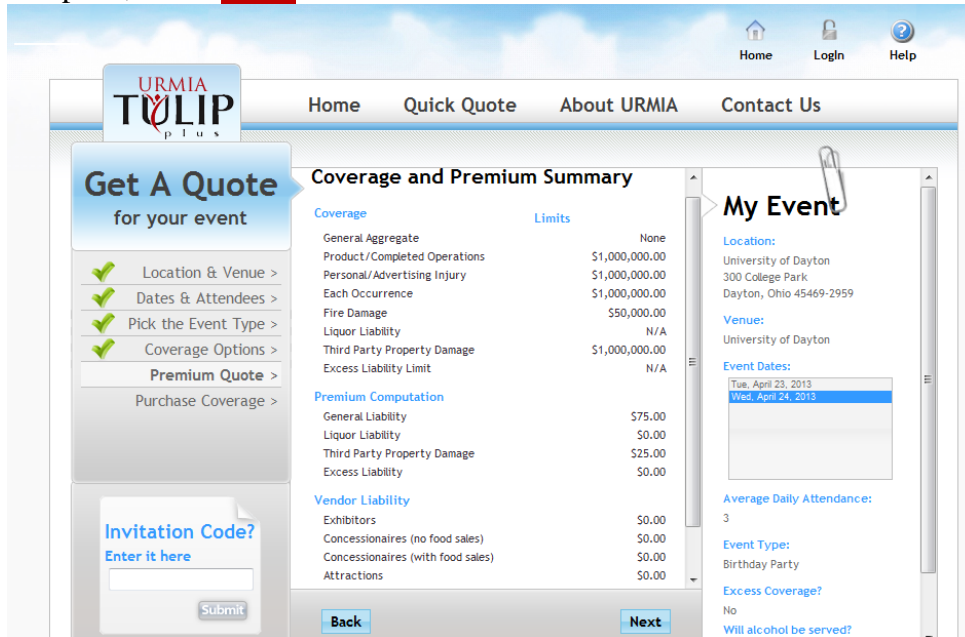 Home Login Help
URMIA
TULIP
plus
Home Quick Quote About URMIA Contact Us
Get A Quote
for your event
Location & Venue >
Dates & Attendees >
Pick the Event Type >
Coverage Options >
Premium Quote >
Purchase Coverage >
Invitation Code?
Enter it here
Submit
Coverage and Premium Summary
Coverage Limits
General Aggregate None
Product/Completed Operations $1,000,000.00
Personal/Advertising Injury $1,000,000.00
Each Occurrence $1,000,000.00
Fire Damage $50,000.00
Liquor Liability N/A
Third Party Property Damage $1,000,000.00
Excess Liability Limit N/A
Premium Computation
General Liability $75.00
Liquor Liability $0.00
Third Party Property Damage $25.00
Excess Liability $0.00
Vendor Liability
Exhibitors $0.00
Concessionaires (no food sales) $0.00
Concessionaires (with food sales) $0.00
Attractions $0.00
Back Next
My Event
Location:
University of Dayton
300 College Park
Dayton, Ohio 45469-2959
Venue:
University of Dayton
Event Dates:
Tue, April 23, 2013
Wed, April 24, 2013
Average Daily Attendance:
3
Event Type:
Birthday Party
Excess Coverage?
No
Will alcohol be served?